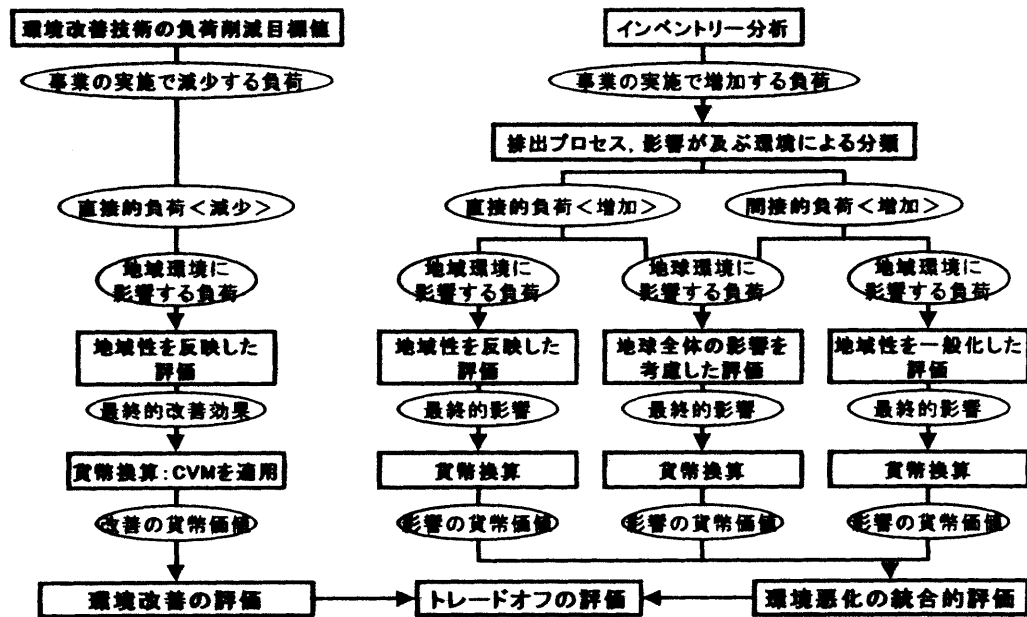 環境改善技術の負荷削減目標値
インベントリー分析
事業の実施で減少する負荷
事業の実施で増加する負荷
排出プロセス,影響が及ぶ環境による分類
直接的負荷<減少>
直接的負荷<増加>
間接的負荷<増加>
地域環境に
影響する負荷
地域環境に
影響する負荷
地球環境に
影響する負荷
地域環境に
影響する負荷
地域性を反映した
評価
地域性を反映した
評価
地球全体の影響を
考慮した評価
地域性を一般化した
評価
最終的改善効果
最終的影響
最終的影響
最終的影響
貨幣換算:CVMを適用
貨幣換算
貨幣換算
貨幣換算
改善の貨幣価値
影響の貨幣価値
影響の貨幣価値
影響の貨幣価値
環境改善の評価
トレードオフの評価
環境悪化の統合的評価